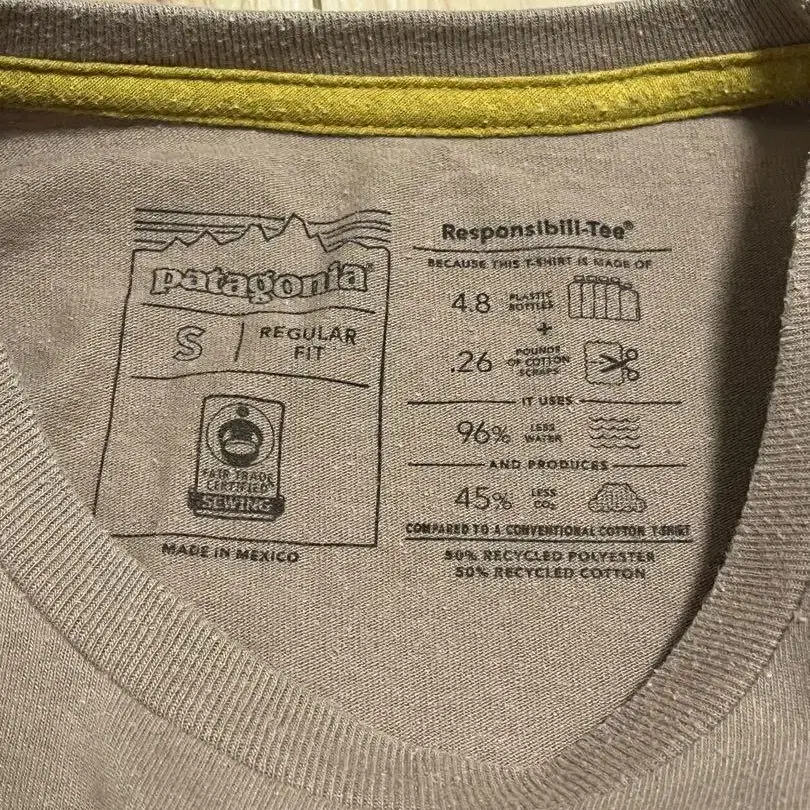 patagonia®
S
REGULAR
FIT
FAIR TRADE
CERTIFIED
SEWING
MADE IN MEXICO
Responsibili-Tee®
BECAUSE THIS T-SHIRT IS MADE OF
4.8 PLASTIC BOTTLES
+
.26 POUNDS OF COTTON SCRAPS
IT USES
96% LESS WATER
AND PRODUCES
45% LESS CO₂
COMPARED TO A CONVENTIONAL COTTON T-SHIRT
50% RECYCLED POLYESTER
50% RECYCLED COTTON